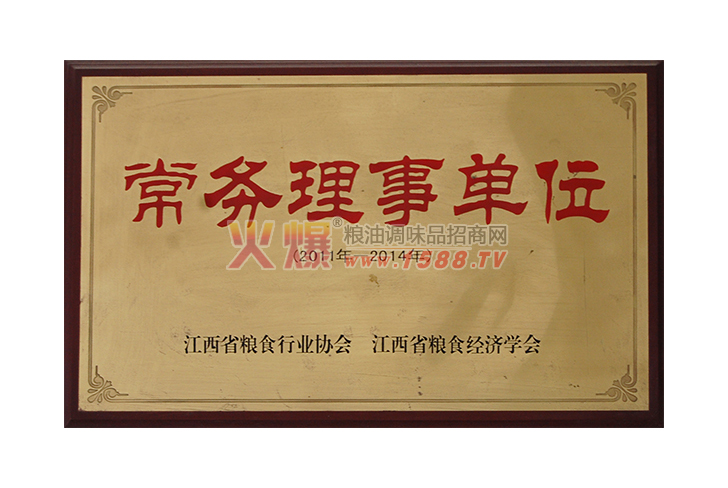 常务理事单位
火爆®粮油调味品招商网
www.1588.TV
(2011年 2014年)
江西省粮食行业协会 江西省粮食经济学会